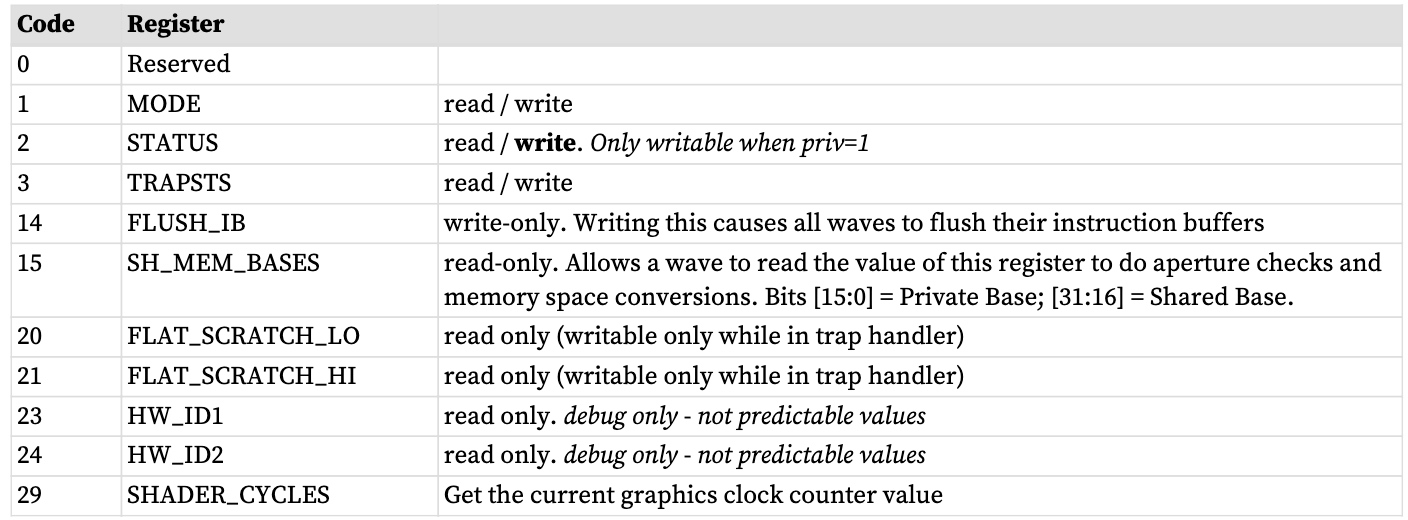 Code Register
0 Reserved
1 MODE read / write
2 STATUS read / write. Only writable when priv=1
3 TRAPSTS read / write
14 FLUSH_IB write-only. Writing this causes all waves to flush their instruction buffers
15 SH_MEM_BASES read-only. Allows a wave to read the value of this register to do aperture checks and
memory space conversions. Bits [15:0] = Private Base; [31:16] = Shared Base.
20 FLAT_SCRATCH_LO read only (writable only while in trap handler)
21 FLAT_SCRATCH_HI read only (writable only while in trap handler)
23 HW_ID1 read only. debug only - not predictable values
24 HW_ID2 read only. debug only - not predictable values
29 SHADER_CYCLES Get the current graphics clock counter value